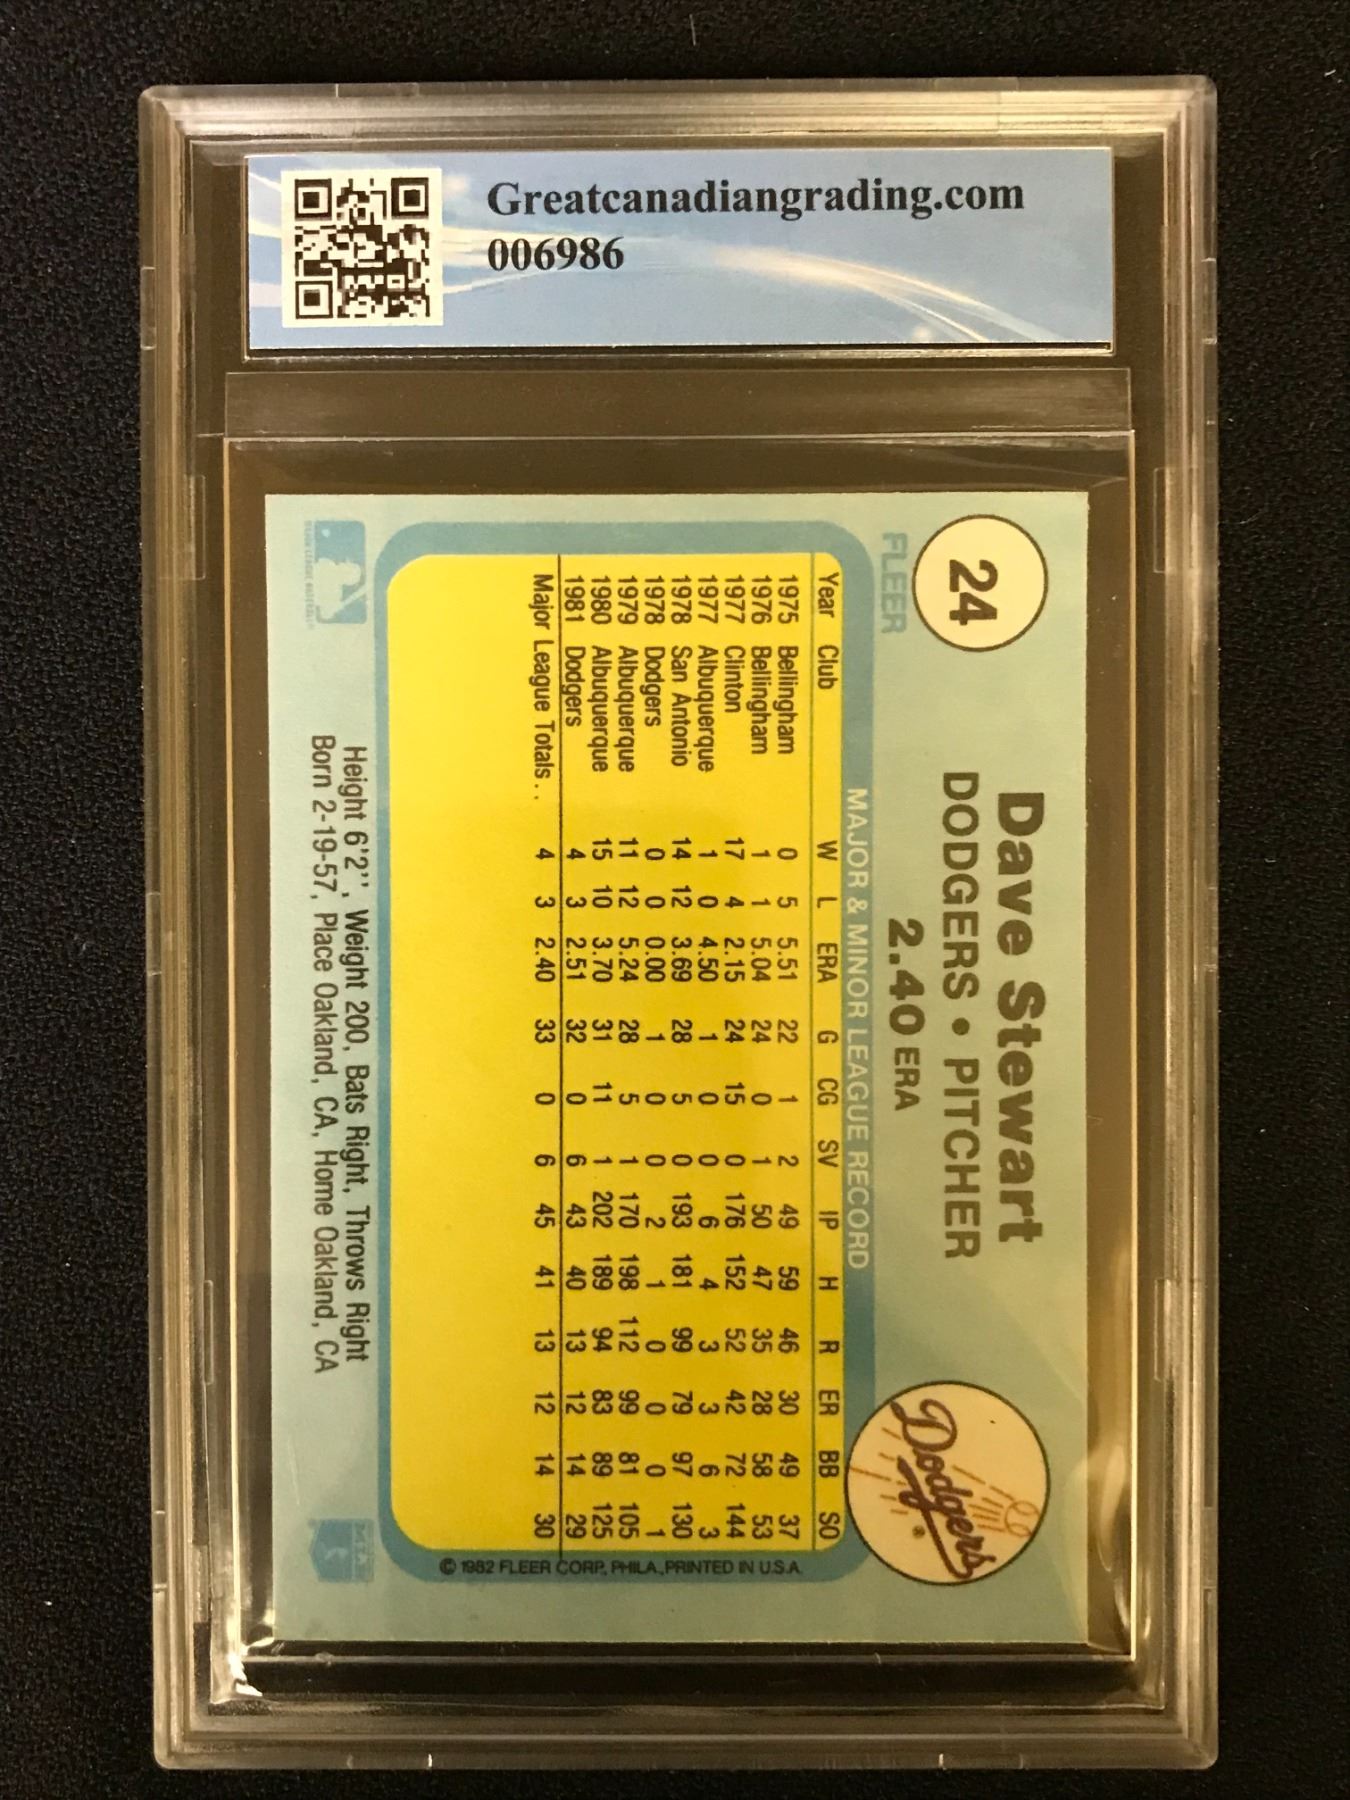 Greatcanadiangrading.com
006986
24
FLEER
Dave Stewart
DODGERS • PITCHER
2.40 ERA
Dodgers
®
MAJOR & MINOR LEAGUE RECORD
Year Club W L ERA G CG SV IP H R ER BB SO
1975 Bellingham 0 5 5.51 22 1 2 49 59 46 30 49 37
1976 Bellingham 1 1 5.04 24 0 1 50 47 35 28 58 53
1977 Clinton 17 4 2.15 24 15 0 176 152 52 42 72 144
1977 Albuquerque 1 0 4.50 1 0 0 6 4 3 3 6 3
1978 San Antonio 14 12 3.69 28 5 0 193 181 99 79 97 130
1978 Dodgers 0 0 0.00 1 0 0 2 1 0 0 0 1
1979 Albuquerque 11 12 5.24 28 5 1 170 198 112 99 81 105
1980 Albuquerque 15 10 3.70 31 11 1 202 189 94 83 89 125
1981 Dodgers 4 3 2.51 32 0 6 43 40 13 12 14 29
Major League Totals . . 4 3 2.40 33 0 6 45 41 13 12 14 30
© 1982 FLEER CORP., PHILA., PRINTED IN U.S.A.
Height 6'2'', Weight 200, Bats Right, Throws Right
Born 2-19-57, Place Oakland, CA, Home Oakland, CA